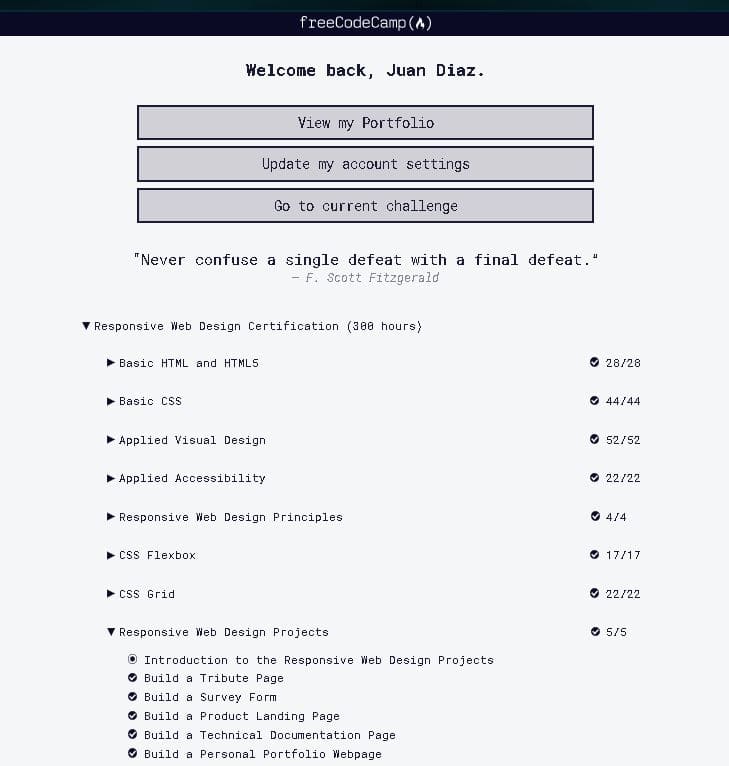 freeCodeCamp(🔥)
Welcome back, Juan Diaz.
View my Portfolio
Update my account settings
Go to current challenge
"Never confuse a single defeat with a final defeat."
— F. Scott Fitzgerald
▼ Responsive Web Design Certification (300 hours)
▶ Basic HTML and HTML5 28/28
▶ Basic CSS 44/44
▶ Applied Visual Design 52/52
▶ Applied Accessibility 22/22
▶ Responsive Web Design Principles 4/4
▶ CSS Flexbox 17/17
▶ CSS Grid 22/22
▼ Responsive Web Design Projects 5/5
Introduction to the Responsive Web Design Projects
Build a Tribute Page
Build a Survey Form
Build a Product Landing Page
Build a Technical Documentation Page
Build a Personal Portfolio Webpage